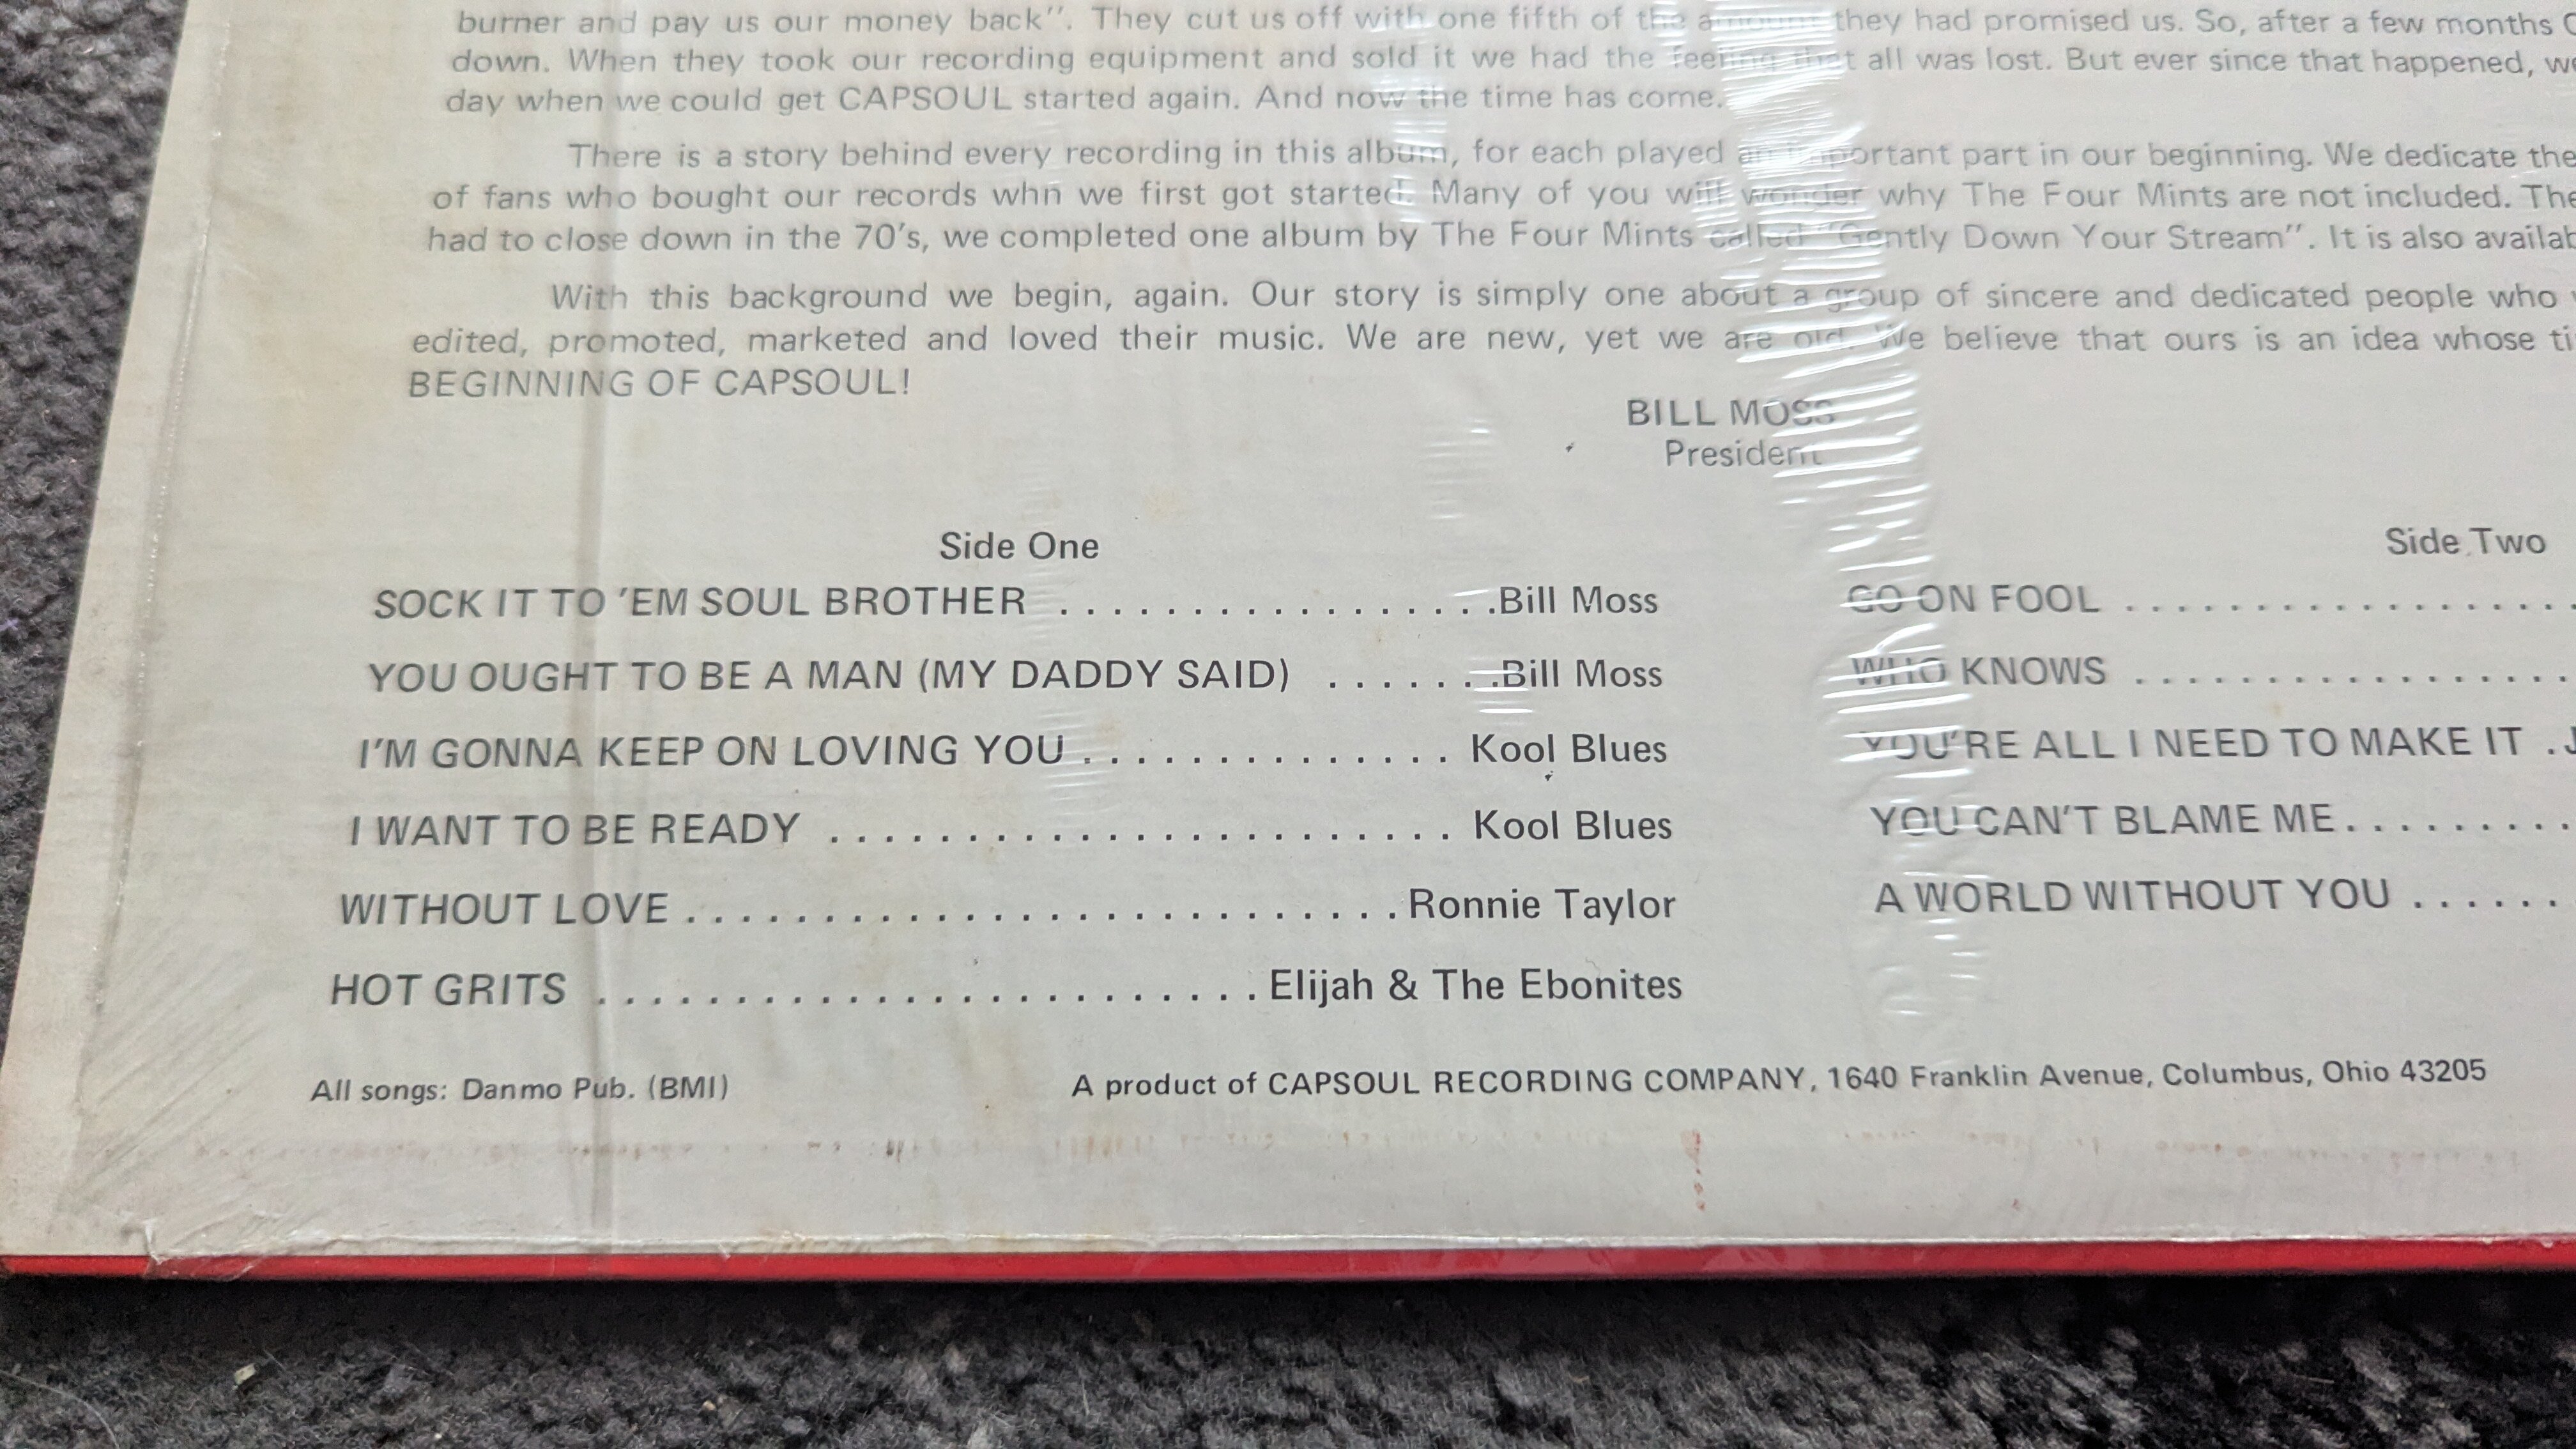 burner and pay us our money back". They cut us off with one fifth of the amount they had promised us. So, after a few months
down. When they took our recording equipment and sold it we had the feeling that all was lost. But ever since that happened,
day when we could get CAPSOUL started again. And now the time has come.
There is a story behind every recording in this album, for each played an important part in our beginning. We dedicate
of fans who bought our records whn we first got started. Many of you will wonder why The Four Mints are not included.
had to close down in the 70's, we completed one album by The Four Mints called "Gently Down Your Stream". It is also
With this background we begin, again. Our story is simply one about a group of sincere and dedicated people who
edited, promoted, marketed and loved their music. We are new, yet we are old. We believe that ours is an idea whose
BEGINNING OF CAPSOUL!
BILL MOSS
President
Side One
SOCK IT TO 'EM SOUL BROTHER . . . . . . . . . . . . . . . . .Bill Moss
YOU OUGHT TO BE A MAN (MY DADDY SAID) . . . . . . .Bill Moss
I'M GONNA KEEP ON LOVING YOU . . . . . . . . . . . . . . Kool Blues
I WANT TO BE READY . . . . . . . . . . . . . . . . . . . . . . . Kool Blues
WITHOUT LOVE . . . . . . . . . . . . . . . . . . . . . . . . . . . Ronnie Taylor
HOT GRITS . . . . . . . . . . . . . . . . . . . . . . . . . Elijah & The Ebonites
Side Two
GO ON FOOL . . . . . . . . . . . . . . . . .
WHO KNOWS . . . . . . . . . . . . . . . . .
YOU'RE ALL I NEED TO MAKE IT .
YOU CAN'T BLAME ME. . . . . . . . .
A WORLD WITHOUT YOU . . . . . .
All songs: Danmo Pub. (BMI)
A product of CAPSOUL RECORDING COMPANY, 1640 Franklin Avenue, Columbus, Ohio 43205